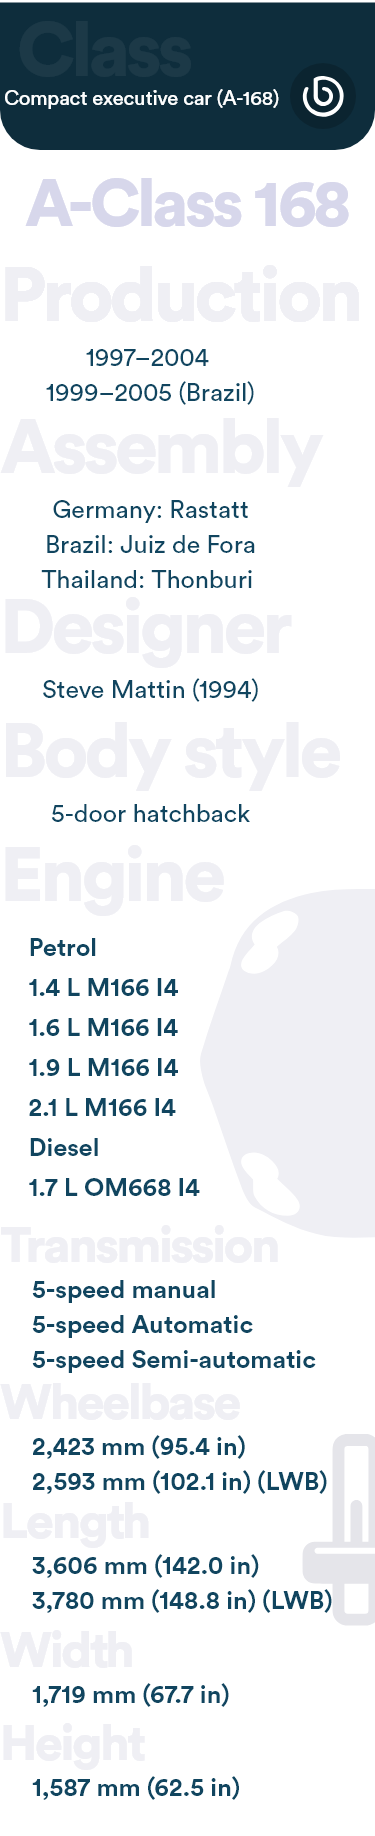 Class
Compact executive car (A-168)
A-Class 168
Production
1997–2004
1999–2005 (Brazil)
Assembly
Germany: Rastatt
Brazil: Juiz de Fora
Thailand: Thonburi
Designer
Steve Mattin (1994)
Body style
5-door hatchback
Engine
Petrol
1.4 L M166 I4
1.6 L M166 I4
1.9 L M166 I4
2.1 L M166 I4
Diesel
1.7 L OM668 I4
Transmission
5-speed manual
5-speed Automatic
5-speed Semi-automatic
Wheelbase
2,423 mm (95.4 in)
2,593 mm (102.1 in) (LWB)
Length
3,606 mm (142.0 in)
3,780 mm (148.8 in) (LWB)
Width
1,719 mm (67.7 in)
Height
1,587 mm (62.5 in)